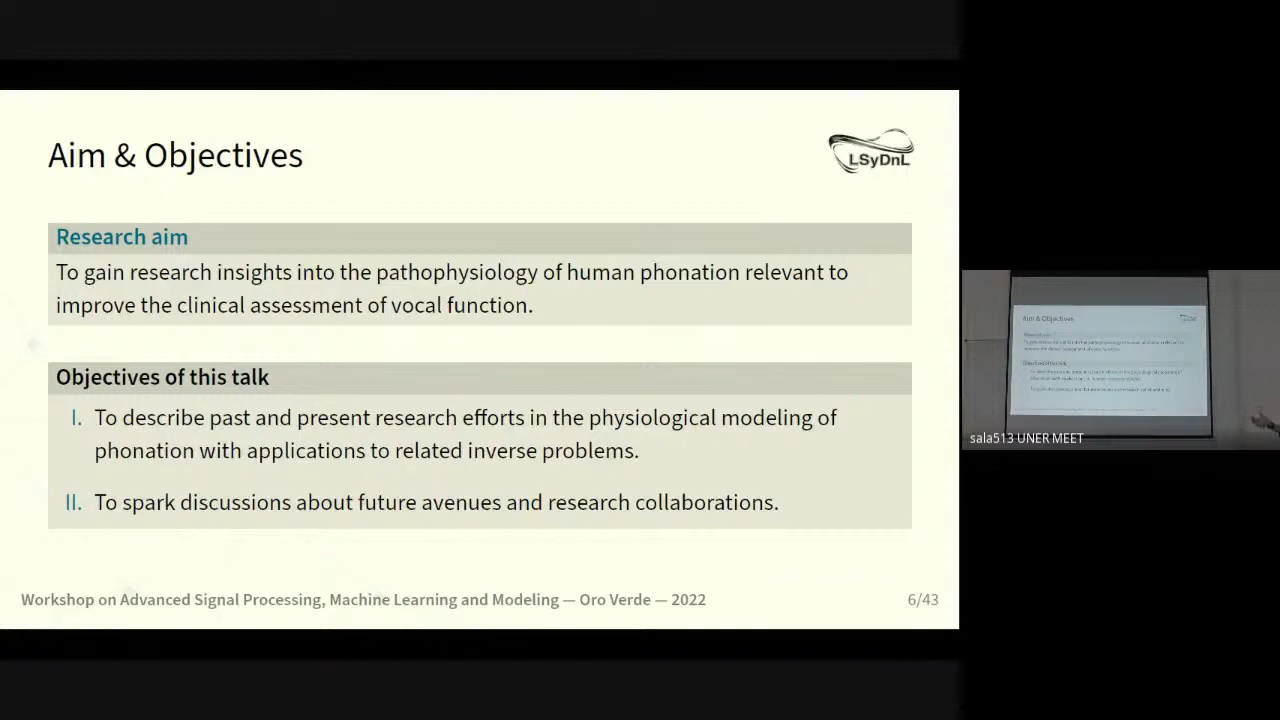 Aim & Objectives
LSyDnL
Research aim
To gain research insights into the pathophysiology of human phonation relevant to
improve the clinical assessment of vocal function.
Objectives of this talk
I. To describe past and present research efforts in the physiological modeling of
phonation with applications to related inverse problems.
II. To spark discussions about future avenues and research collaborations.
Workshop on Advanced Signal Processing, Machine Learning and Modeling — Oro Verde — 2022
6/43
Aim & Objectives
sala513 UNER MEET